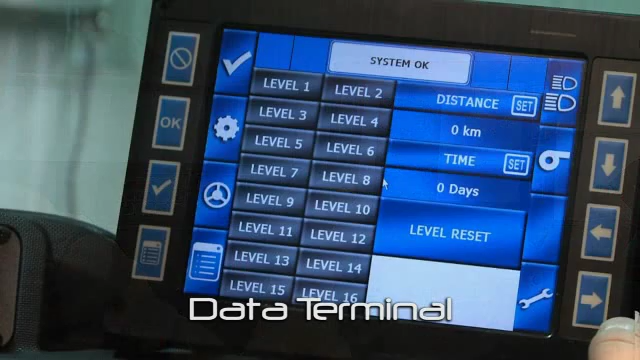 SYSTEM OK
OK
LEVEL 1 LEVEL 2
LEVEL 3 LEVEL 4
LEVEL 5 LEVEL 6
LEVEL 7 LEVEL 8
LEVEL 9 LEVEL 10
LEVEL 11 LEVEL 12
LEVEL 13 LEVEL 14
LEVEL 15 LEVEL 16
DISTANCE SET
0 km
TIME SET
0 Days
LEVEL RESET
Data Terminal